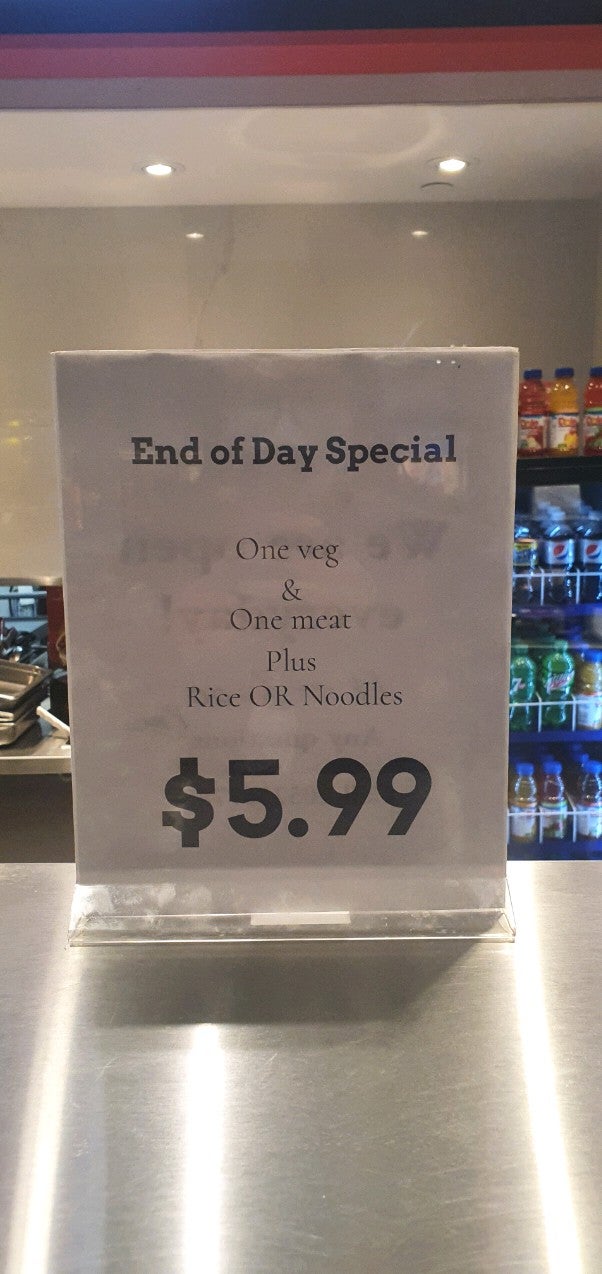 End of Day Special
One veg
&
One meat
Plus
Rice OR Noodles
$5.99